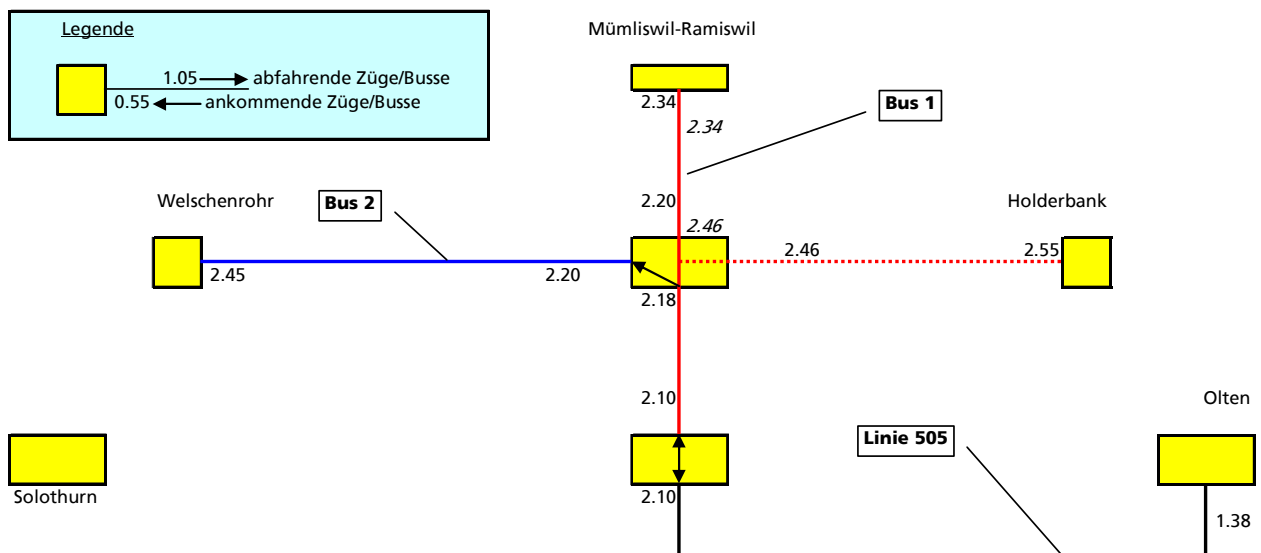 Legende
1.05 abfahrende Züge/Busse
0.55 ankommende Züge/Busse
Mümliswil-Ramiswil
2.34
2.34
Bus 1
Welschenrohr
Bus 2
2.20
2.46
Holderbank
2.45
2.20
2.46
2.55
2.18
2.10
Olten
Linie 505
Solothurn
2.10
1.38